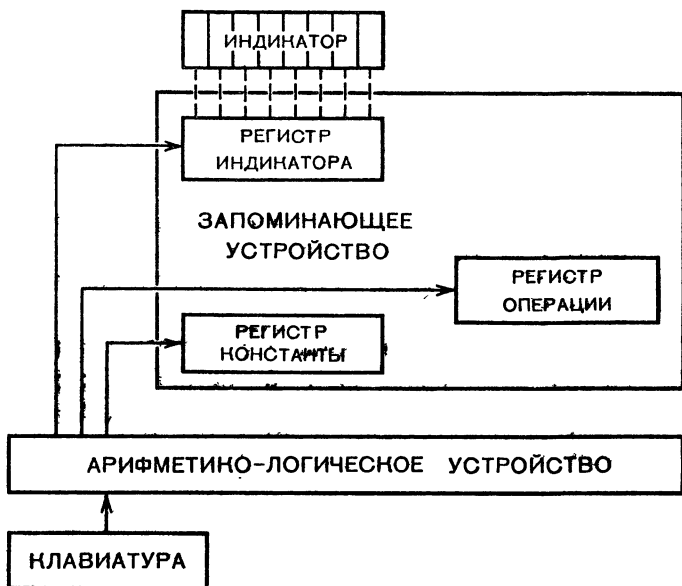 ИНДИКАТОР
РЕГИСТР
ИНДИКАТОРА
ЗАПОМИНАЮЩЕЕ
УСТРОЙСТВО
РЕГИСТР
ОПЕРАЦИИ
РЕГИСТР
КОНСТАНТЫ
АРИФМЕТИКО-ЛОГИЧЕСКОЕ УСТРОЙСТВО
КЛАВИАТУРА